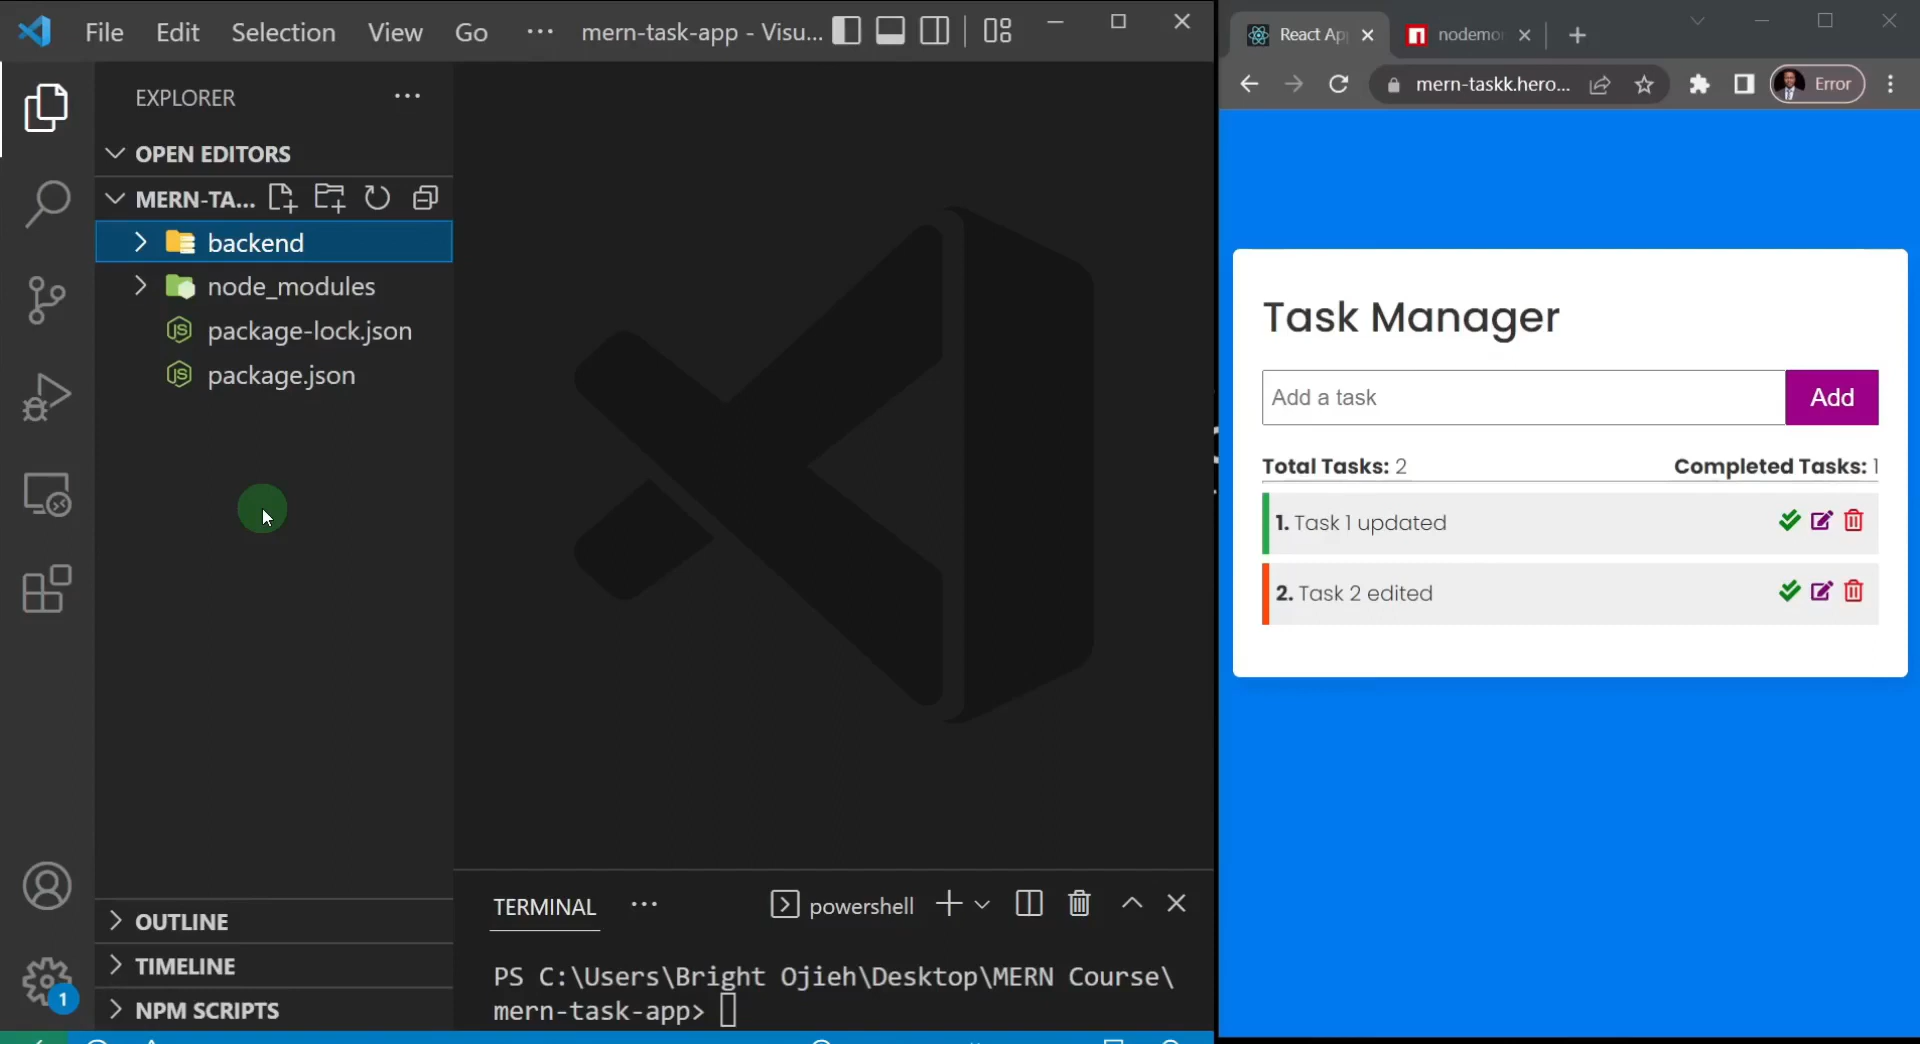 File Edit Selection View Go ··· mern-task-app - Visu...
EXPLORER ···
OPEN EDITORS
MERN-TA...
backend
node_modules
package-lock.json
package.json
OUTLINE
TIMELINE
NPM SCRIPTS
1
TERMINAL ··· powershell
PS C:\Users\Bright Ojieh\Desktop\MERN Course\
mern-task-app>
React Ap nodemo
mern-taskk.hero... Error
Task Manager
Add a task Add
Total Tasks: 2 Completed Tasks: 1
1. Task 1 updated
2. Task 2 edited